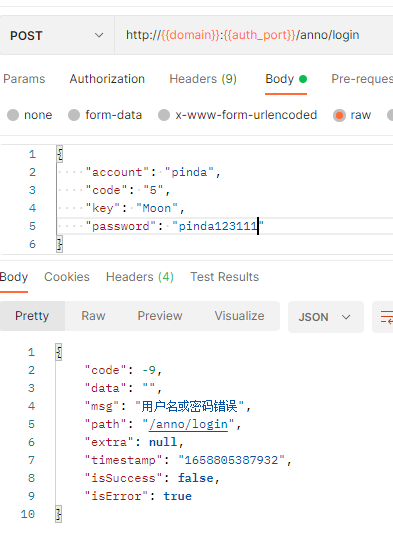 POST http://{{domain}}:{{auth_port}}/anno/login
Params Authorization Headers (9) Body Pre-reques
none form-data x-www-form-urlencoded raw
1 {
2 "account": "pinda",
3 "code": "5",
4 "key": "Moon",
5 "password": "pinda123111"
6 }
Body Cookies Headers (4) Test Results
Pretty Raw Preview Visualize JSON
1 {
2 "code": -9,
3 "data": "",
4 "msg": "用户名或密码错误",
5 "path": "/anno/login",
6 "extra": null,
7 "timestamp": "1658805387932",
8 "isSuccess": false,
9 "isError": true
10 }